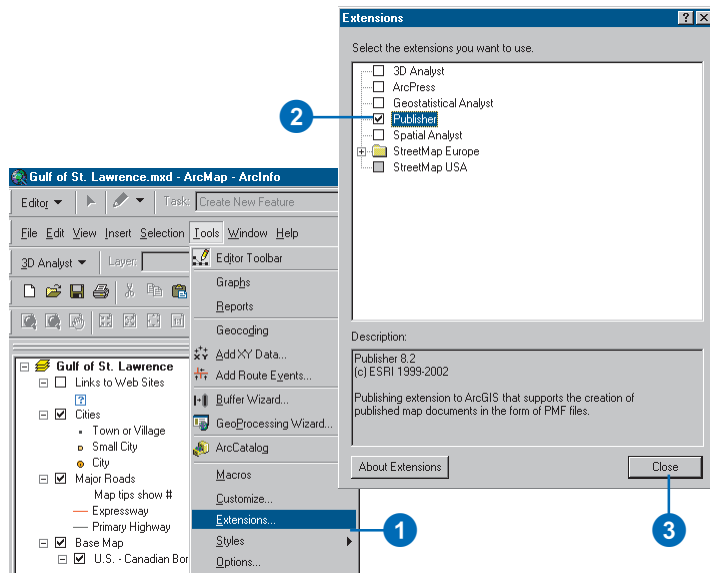 Extensions
Select the extensions you want to use.
3D Analyst
ArcPress
Geostatistical Analyst
Publisher
Spatial Analyst
StreetMap Europe
StreetMap USA
2
Description:
Publisher 8.2
(c) ESRI 1999-2002
Publishing extension to ArcGIS that supports the creation of
published map documents in the form of PMF files.
About Extensions
Close
3
Gulf of St. Lawrence.mxd - ArcMap - ArcInfo
Editor Task: Create New Feature
File Edit View Insert Selection Tools Window Help
3D Analyst Layer:
Editor Toolbar
Graphs
Reports
Geocoding
Add XY Data...
Add Route Events...
Buffer Wizard...
GeoProcessing Wizard...
ArcCatalog
Macros
Customize...
Extensions...
1
Styles
Options...
Gulf of St. Lawrence
Links to Web Sites
?
Cities
Town or Village
Small City
City
Major Roads
Map tips show #
Expressway
Primary Highway
Base Map
U.S. - Canadian Bor